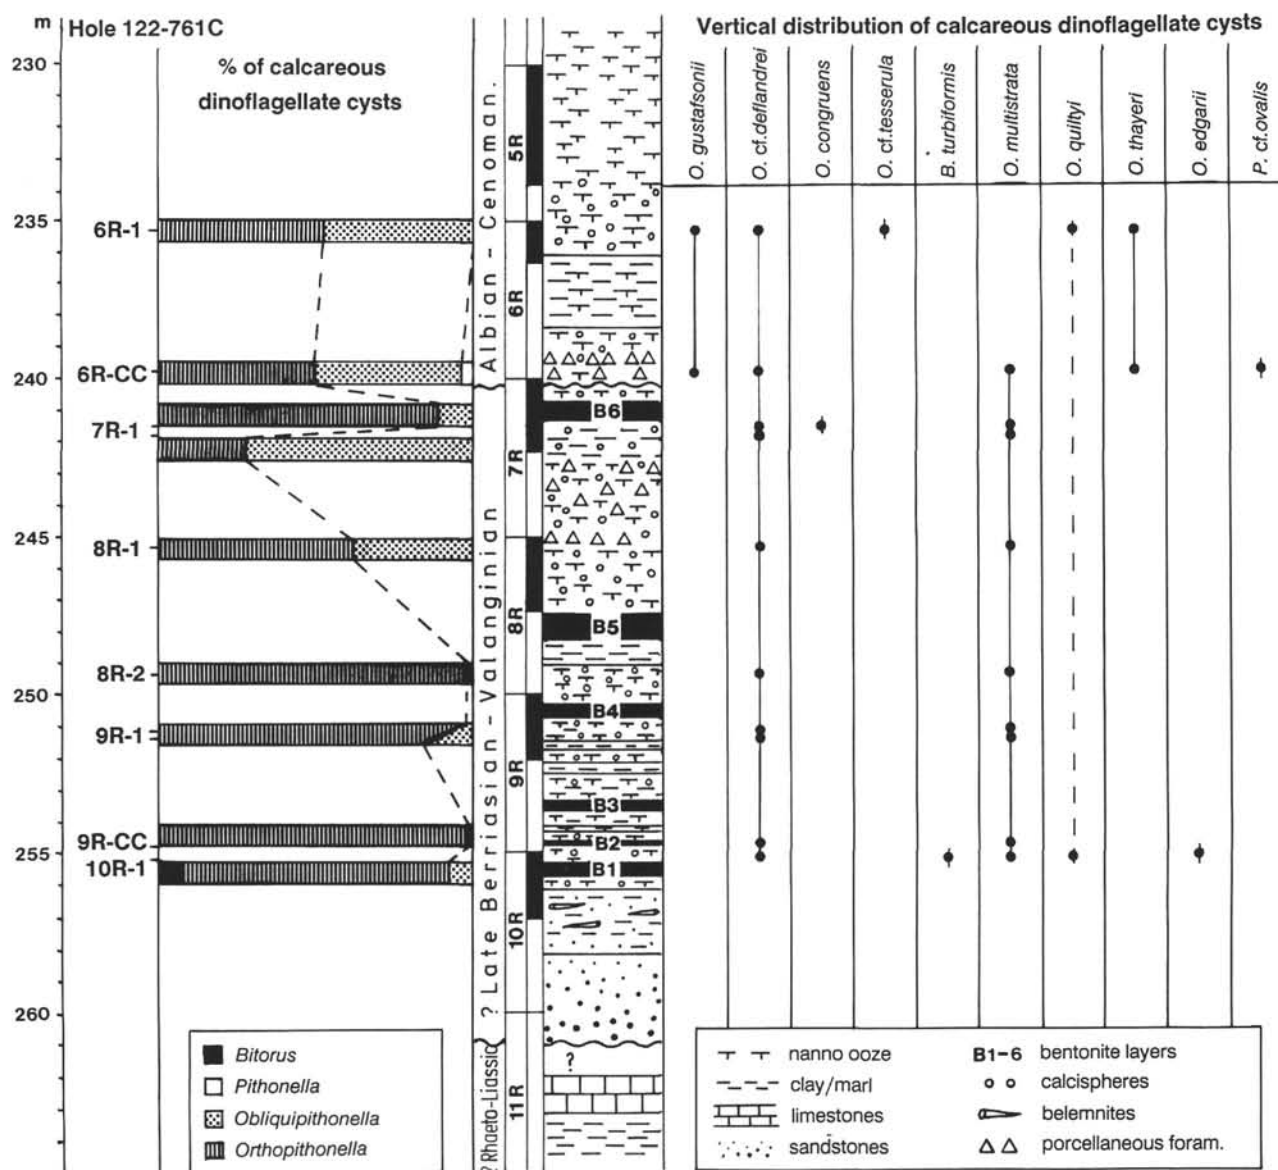 m
Hole 122-761C
Vertical distribution of calcareous dinoflagellate cysts
% of calcareous
dinoflagellate cysts
O. gustafsonii
O. cf.deflandrei
O. congruens
O. cf.tesserula
B. turbiformis
O. multistrata
O. quiltyi
O. thayeri
O. edgarii
P. cf.ovalis
230
235
240
245
250
255
260
6R-1
6R-CC
7R-1
8R-1
8R-2
9R-1
9R-CC
10R-1
Albian - Cenoman.
? Late Berriasian - Valanginian
? Rhaeto-Liassic
5R
6R
7R
8R
9R
10R
11R
B6
B5
B4
B3
B2
B1
?
Bitorus
Pithonella
Obliquipithonella
Orthopithonella
nanno ooze
clay/marl
limestones
sandstones
B1-6 bentonite layers
calcispheres
belemnites
porcellaneous foram.